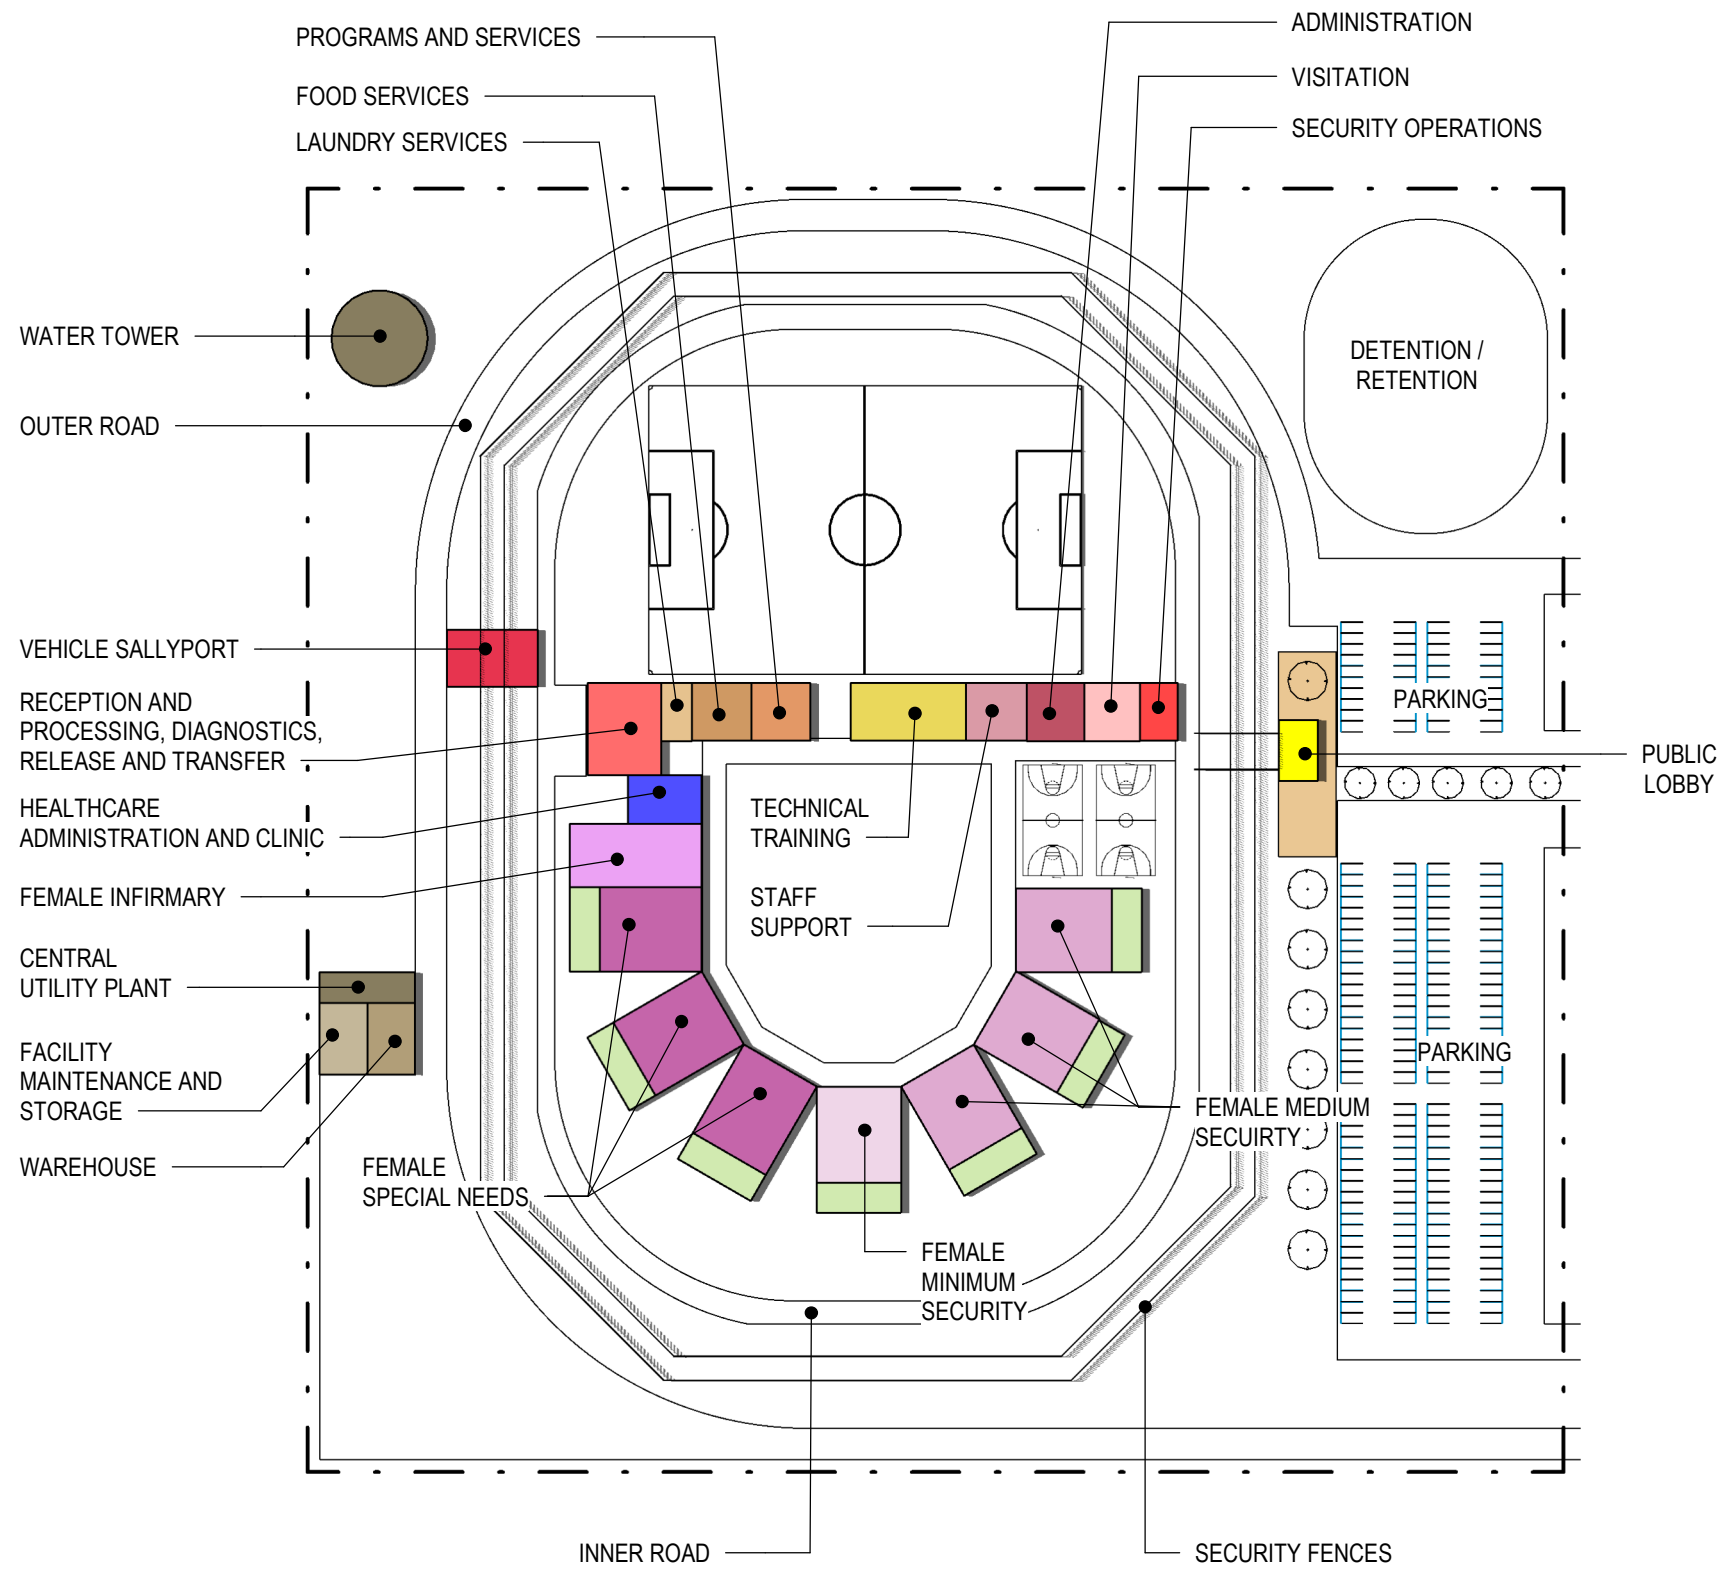 PROGRAMS AND SERVICES
FOOD SERVICES
LAUNDRY SERVICES
ADMINISTRATION
VISITATION
SECURITY OPERATIONS
WATER TOWER
OUTER ROAD
DETENTION /
RETENTION
VEHICLE SALLYPORT
RECEPTION AND
PROCESSING, DIAGNOSTICS,
RELEASE AND TRANSFER
HEALTHCARE
ADMINISTRATION AND CLINIC
FEMALE INFIRMARY
CENTRAL
UTILITY PLANT
FACILITY
MAINTENANCE AND
STORAGE
WAREHOUSE
TECHNICAL
TRAINING
STAFF
SUPPORT
PARKING
PUBLIC
LOBBY
PARKING
FEMALE MEDIUM
SECUIRTY
FEMALE
SPECIAL NEEDS
FEMALE
MINIMUM
SECURITY
INNER ROAD
SECURITY FENCES